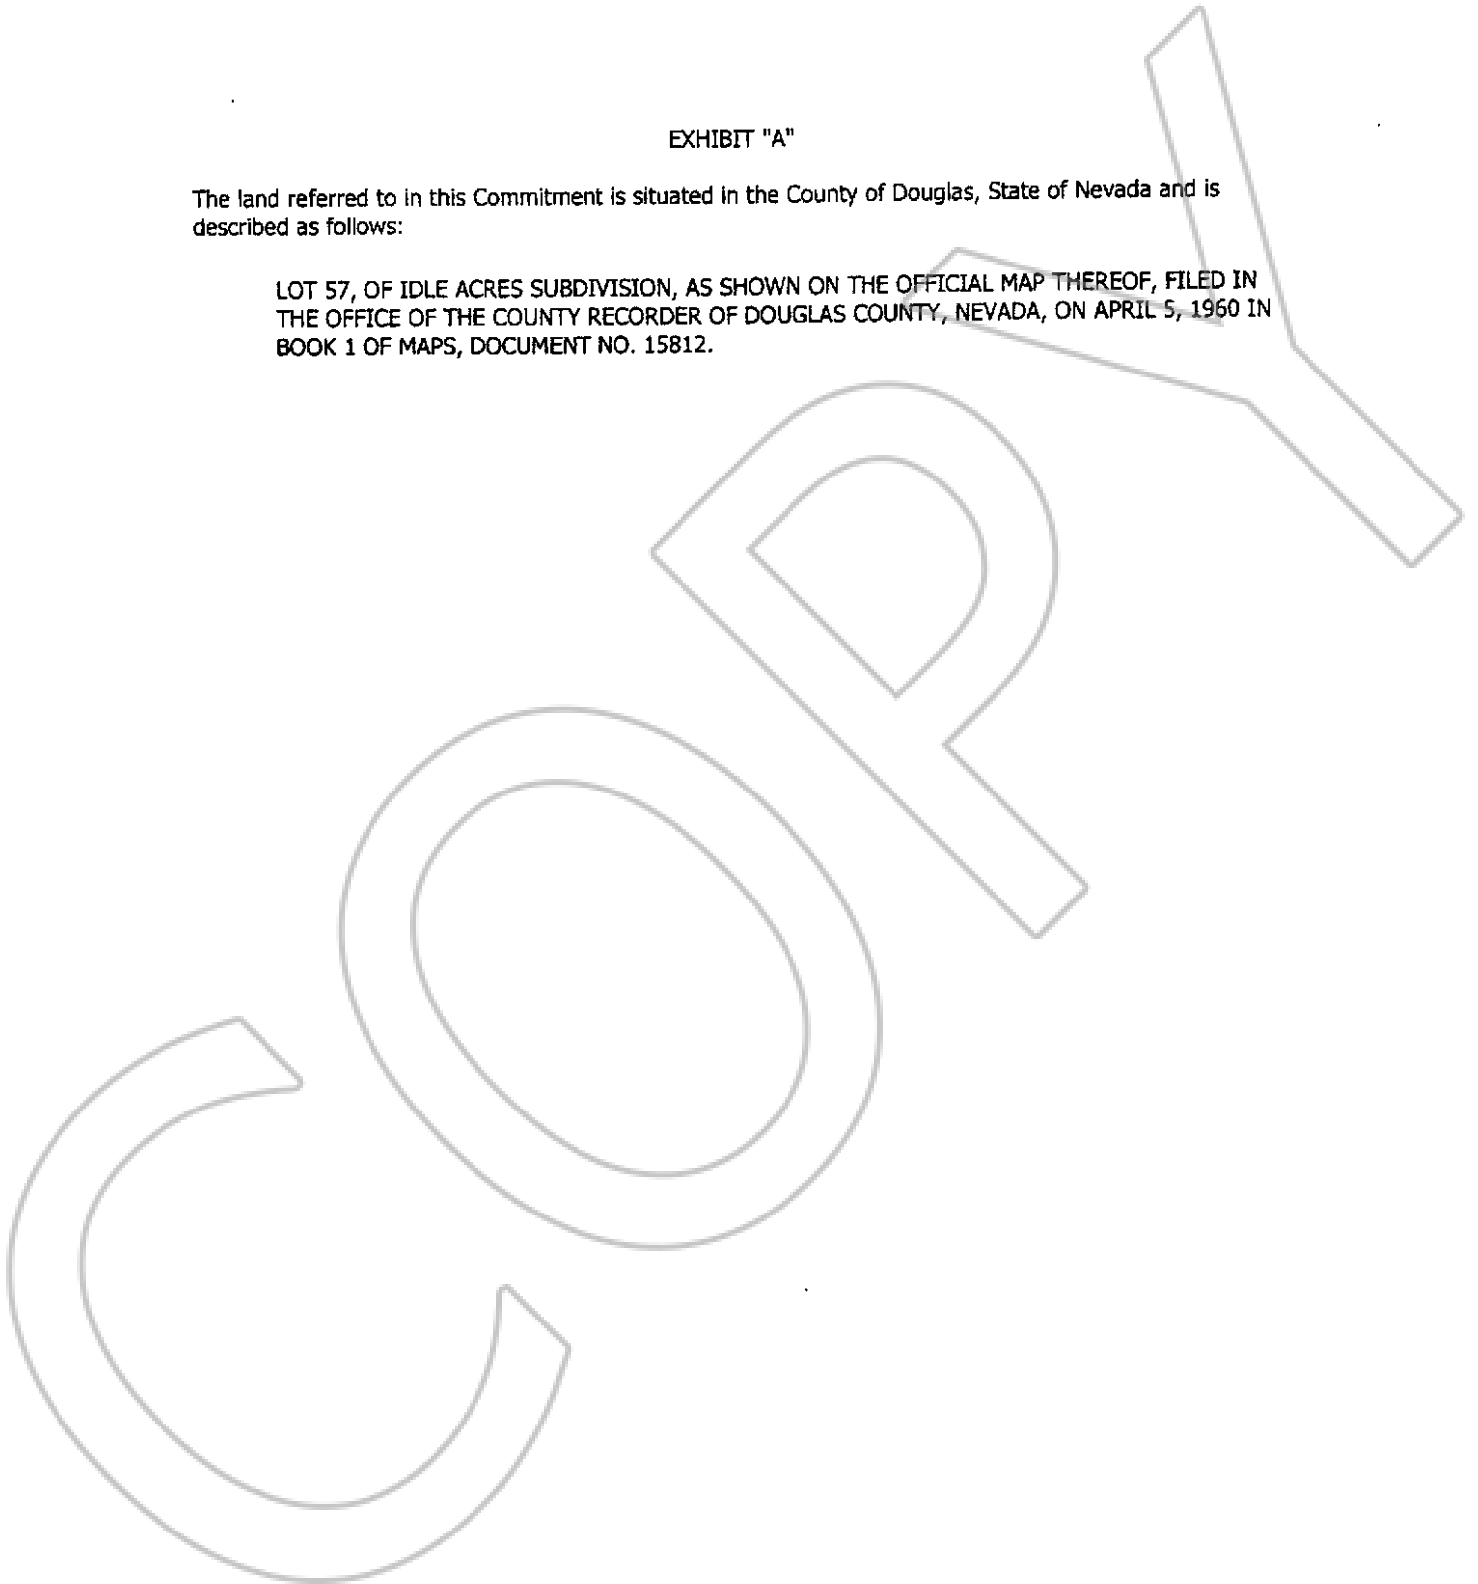 EXHIBIT "A"
The land referred to in this Commitment is situated in the County of Douglas, State of Nevada and is
described as follows:
LOT 57, OF IDLE ACRES SUBDIVISION, AS SHOWN ON THE OFFICIAL MAP THEREOF, FILED IN
THE OFFICE OF THE COUNTY RECORDER OF DOUGLAS COUNTY, NEVADA, ON APRIL 5, 1960 IN
BOOK 1 OF MAPS, DOCUMENT NO. 15812.
COPY